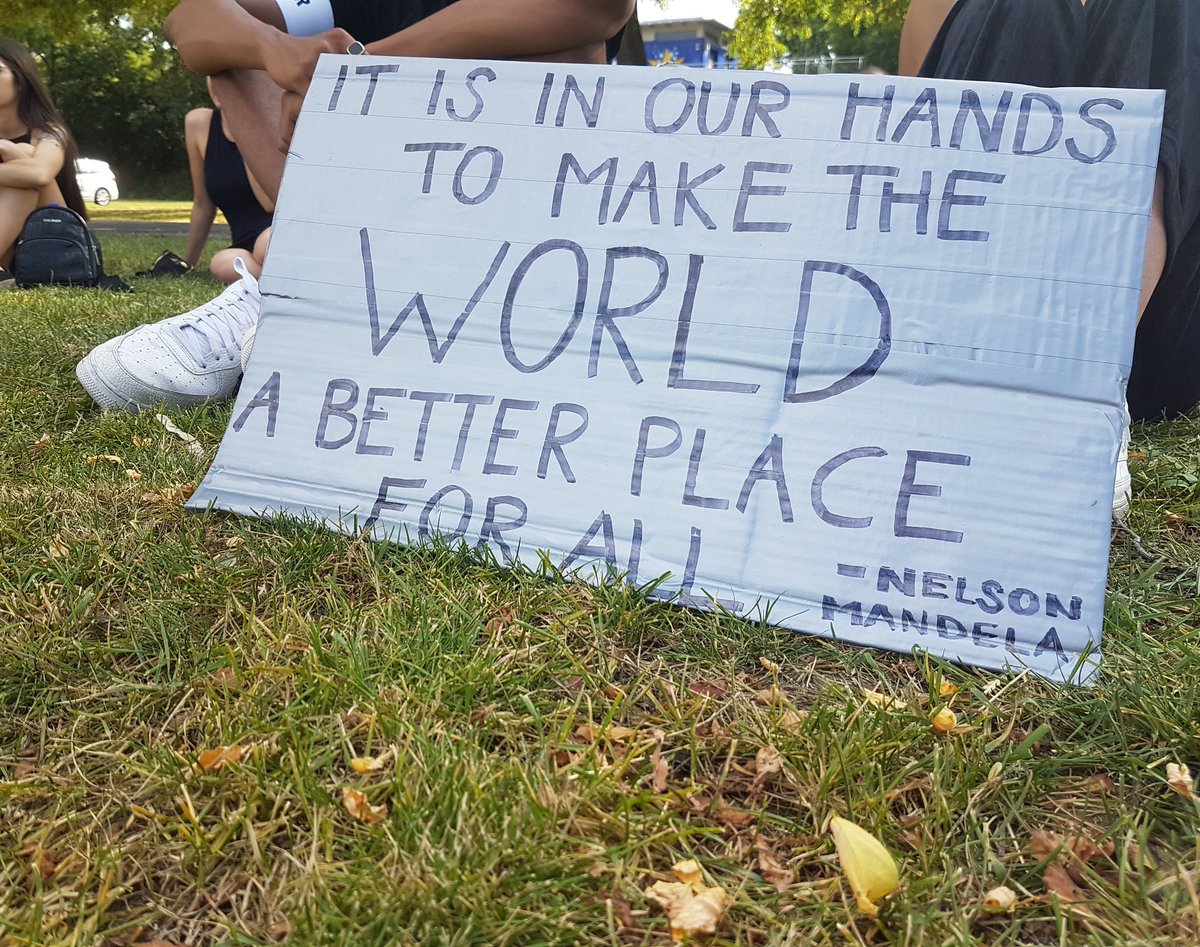 IT IS IN OUR HANDS
TO MAKE THE
WORLD
A BETTER PLACE
FOR ALL
-NELSON
MANDELA